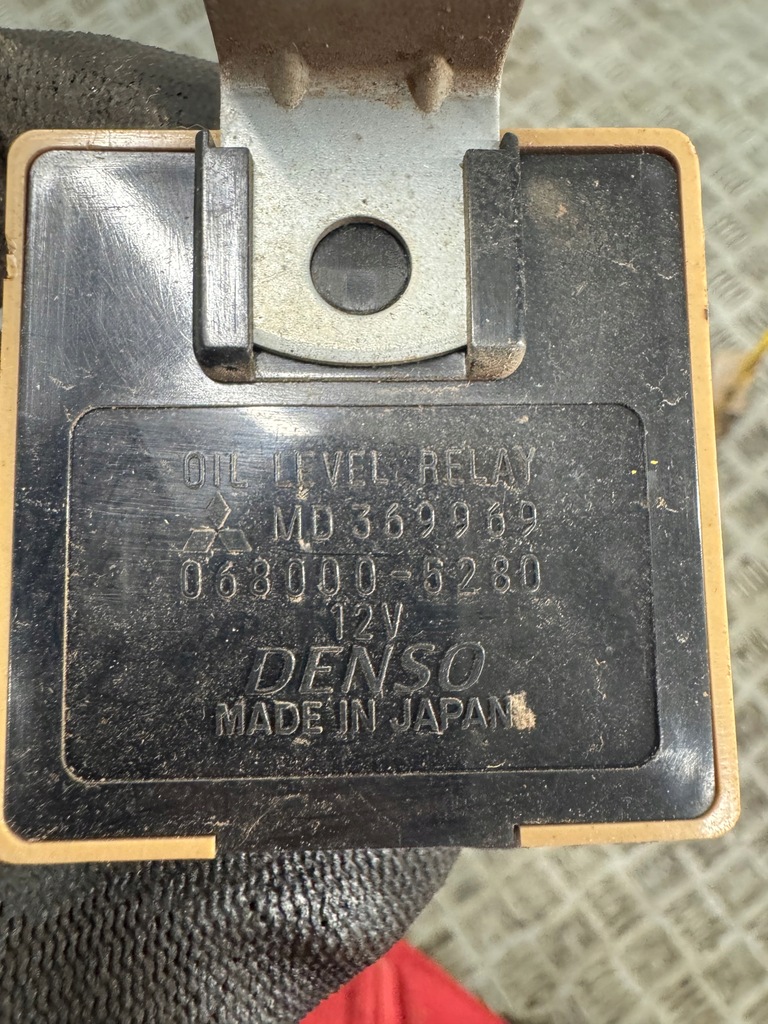 OIL LEVEL RELAY
MD369969
068000-5280
12V
DENSO
MADE IN JAPAN